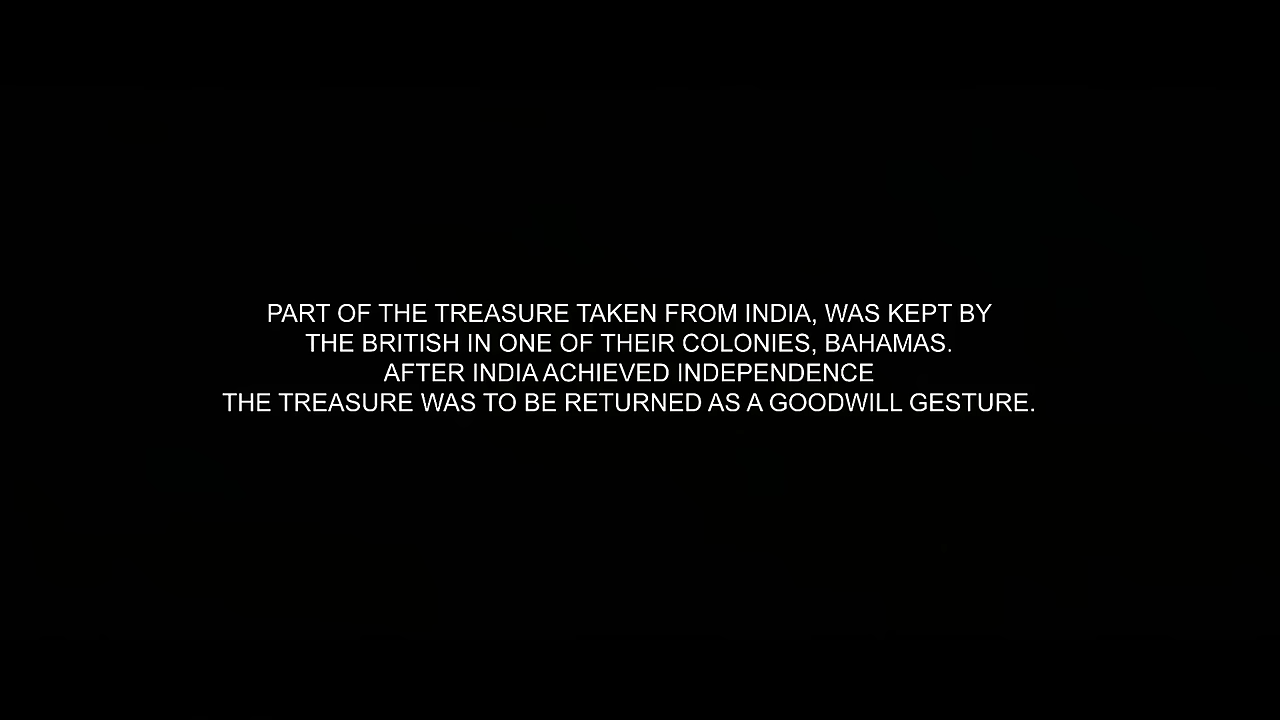 PART OF THE TREASURE TAKEN FROM INDIA, WAS KEPT BY
THE BRITISH IN ONE OF THEIR COLONIES, BAHAMAS.
AFTER INDIA ACHIEVED INDEPENDENCE
THE TREASURE WAS TO BE RETURNED AS A GOODWILL GESTURE.